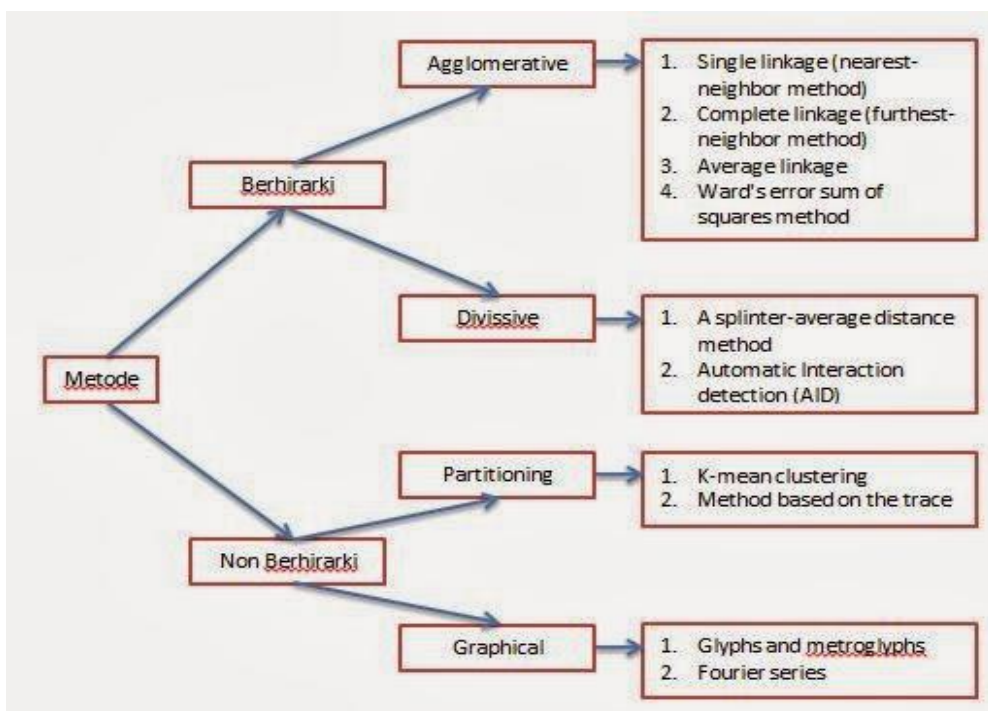 Metode
Berhirarki
Agglomerative
1. Single linkage (nearest-
neighbor method)
2. Complete linkage (furthest-
neighbor method)
3. Average linkage
4. Ward's error sum of
squares method
Divissive
1. A splinter-average distance
method
2. Automatic Interaction
detection (AID)
Non Berhirarki
Partitioning
1. K-mean clustering
2. Method based on the trace
Graphical
1. Glyphs and metroglyphs
2. Fourier series